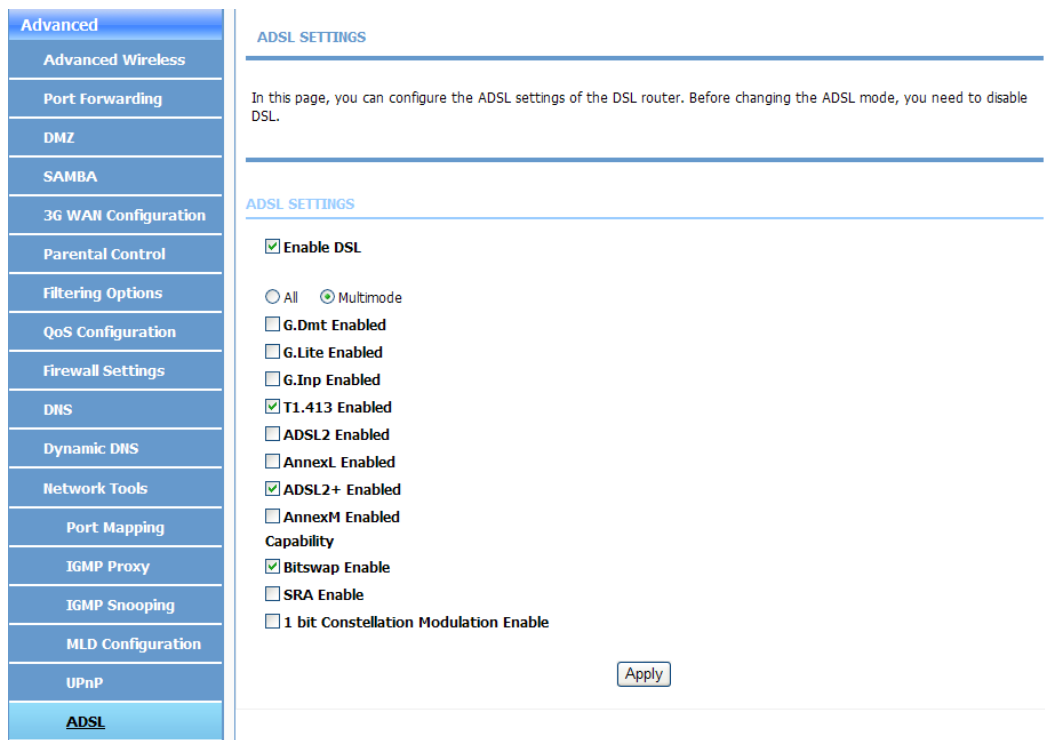 Advanced
Advanced Wireless
Port Forwarding
DMZ
SAMBA
3G WAN Configuration
Parental Control
Filtering Options
QoS Configuration
Firewall Settings
DNS
Dynamic DNS
Network Tools
Port Mapping
IGMP Proxy
IGMP Snooping
MLD Configuration
UPnP
ADSL
ADSL SETTINGS
In this page, you can configure the ADSL settings of the DSL router. Before changing the ADSL mode, you need to disable
DSL.
ADSL SETTINGS
Enable DSL
All Multimode
G.Dmt Enabled
G.Lite Enabled
G.Inp Enabled
T1.413 Enabled
ADSL2 Enabled
AnnexL Enabled
ADSL2+ Enabled
AnnexM Enabled
Capability
Bitswap Enable
SRA Enable
1 bit Constellation Modulation Enable
Apply